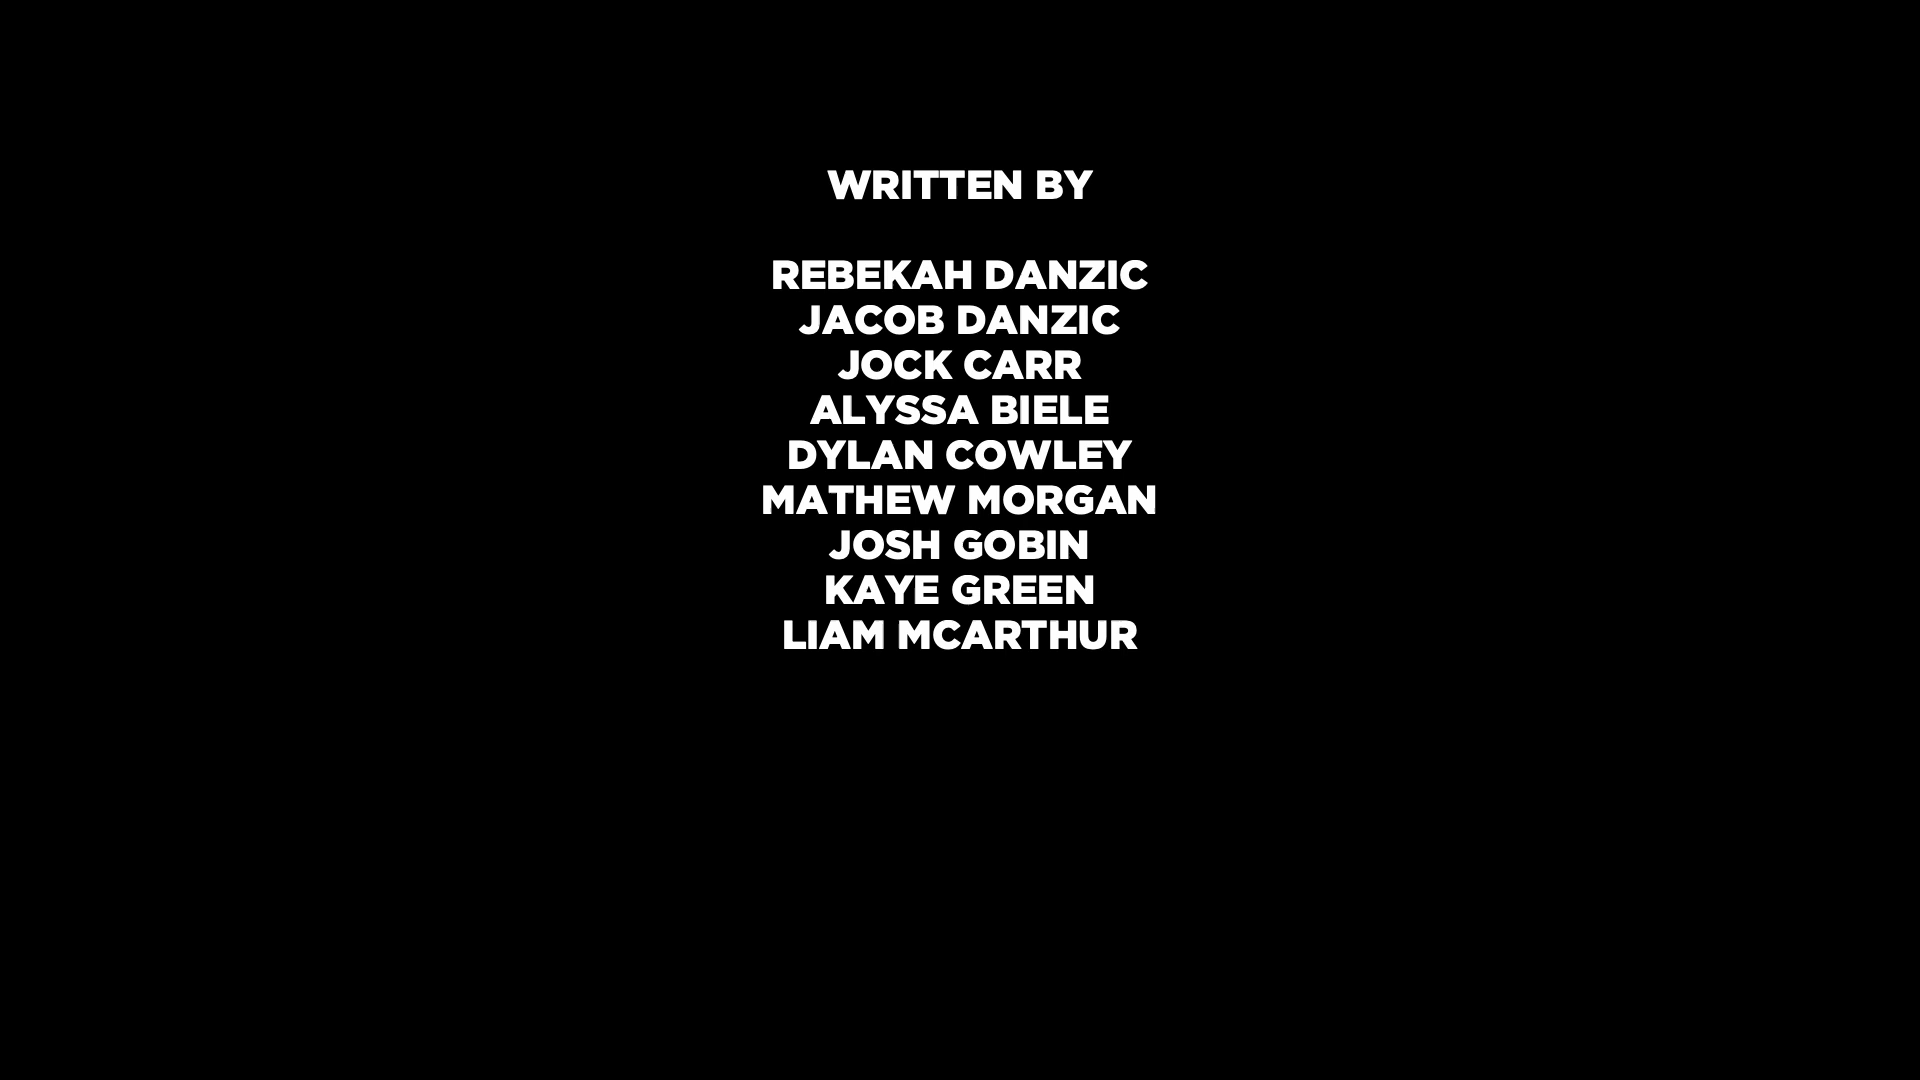 WRITTEN BY
REBEKAH DANZIC
JACOB DANZIC
JOCK CARR
ALYSSA BIELE
DYLAN COWLEY
MATHEW MORGAN
JOSH GOBIN
KAYE GREEN
LIAM MCARTHUR